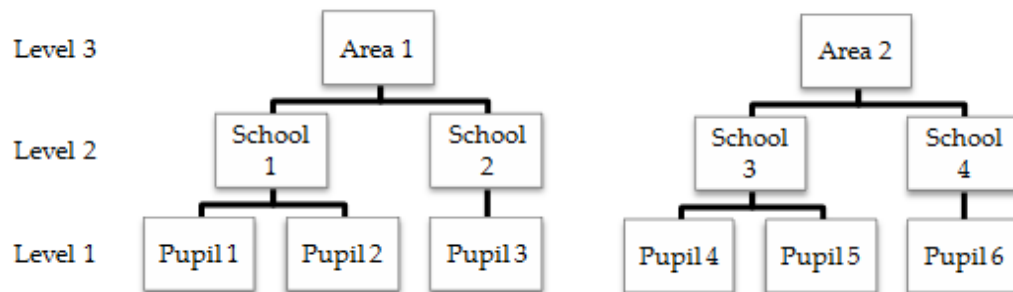 Level 3
Area 1
Area 2
Level 2
School
1
School
2
School
3
School
4
Level 1
Pupil 1
Pupil 2
Pupil 3
Pupil 4
Pupil 5
Pupil 6